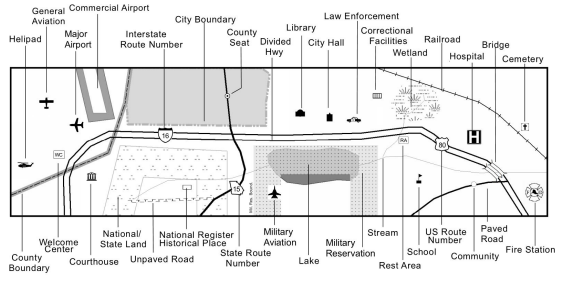 General
Aviation
Commercial Airport
Helipad
Major
Airport
Interstate
Route Number
City Boundary
County
Seat
Divided
Hwy
Library
City Hall
Law Enforcement
Correctional
Facilities
Wetland
Railroad
Hospital
Bridge
Cemetery
WC
16
15
RA
80
H
County
Boundary
Welcome
Center
Courthouse
National/
State Land
Unpaved Road
National Register
Historical Place
State Route
Number
Military
Aviation
Lake
Military
Reservation
Stream
Rest Area
School
US Route
Number
Community
Paved
Road
Fire Station